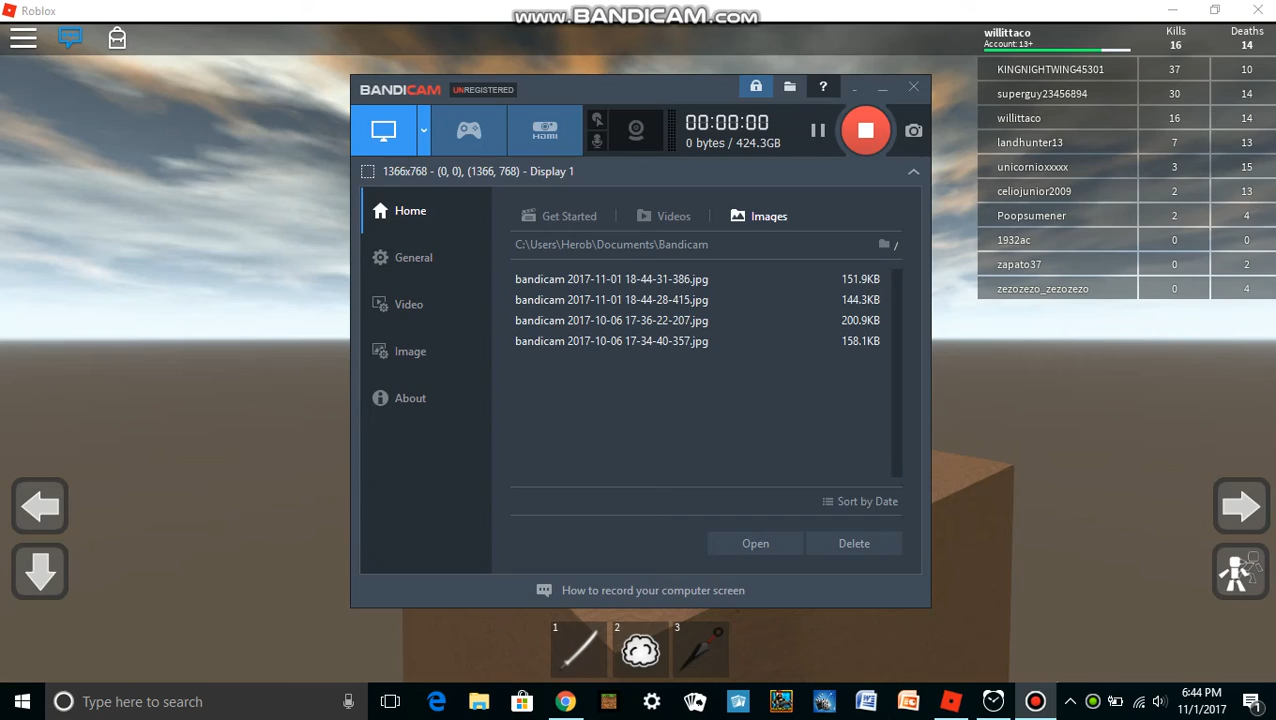 Roblox
www.BANDICAM.com
willittaco
Account: 13+
Kills
16
Deaths
14
KINGNIGHTWING45301 37 10
superguy23456894 30 14
willittaco 16 14
landhunter13 7 13
unicornioxxxxx 3 15
celiojunior2009 2 13
Poopsumener 2 4
1932ac 0 0
zapato37 0 2
zezozezo_zezozezo 0 4
BANDICAM UNREGISTERED
?
HDMI
00:00:00
0 bytes / 424.3GB
1366x768 - (0, 0), (1366, 768) - Display 1
Home
General
Video
Image
About
Get Started
Videos
Images
C:\Users\Herob\Documents\Bandicam
/
bandicam 2017-11-01 18-44-31-386.jpg 151.9KB
bandicam 2017-11-01 18-44-28-415.jpg 144.3KB
bandicam 2017-10-06 17-36-22-207.jpg 200.9KB
bandicam 2017-10-06 17-34-40-357.jpg 158.1KB
Sort by Date
Open
Delete
How to record your computer screen
1
2
3
Type here to search
6:44 PM
11/1/2017